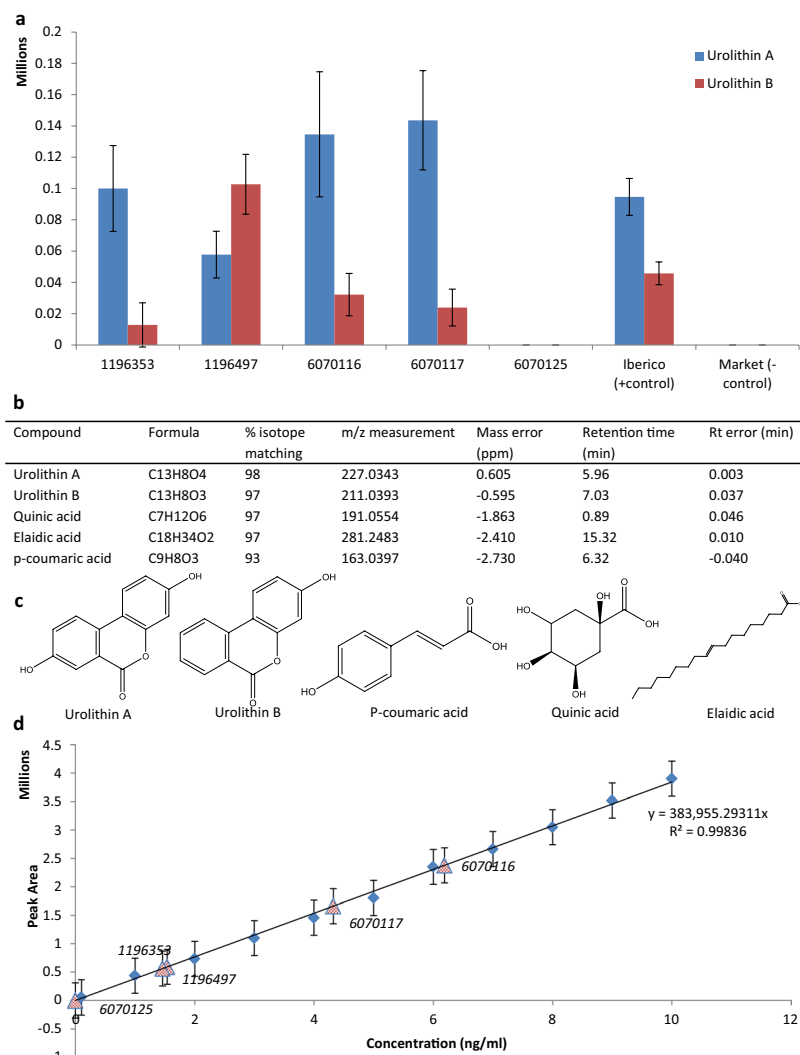 a
Millions
0.2
0.18
0.16
0.14
0.12
0.1
0.08
0.06
0.04
0.02
0
Urolithin A
Urolithin B
1196353 1196497 6070116 6070117 6070125 Iberico Market (-
(+control) control)
b
Compound Formula % isotope m/z measurement Mass error Retention time Rt error (min)
matching (ppm) (min)
Urolithin A C13H8O4 98 227.0343 0.605 5.96 0.003
Urolithin B C13H8O3 97 211.0393 -0.595 7.03 0.037
Quinic acid C7H12O6 97 191.0554 -1.863 0.89 0.046
Elaidic acid C18H34O2 97 281.2483 -2.410 15.32 0.010
p-coumaric acid C9H8O3 93 163.0397 -2.730 6.32 -0.040
c
OH
HO
O
O
OH
O
O
O
OH
HO
OH
OH
O
OH
HO
OH
Urolithin A Urolithin B P-coumaric acid Quinic acid Elaidic acid
d
Millions
Peak Area
4.5
4
3.5
3
2.5
2
1.5
1
0.5
0
-0.5
-1
y = 383,955.29311x
R² = 0.99836
6070116
6070117
1196353
1196497
6070125
0 2 4 6 8 10 12
Concentration (ng/ml)